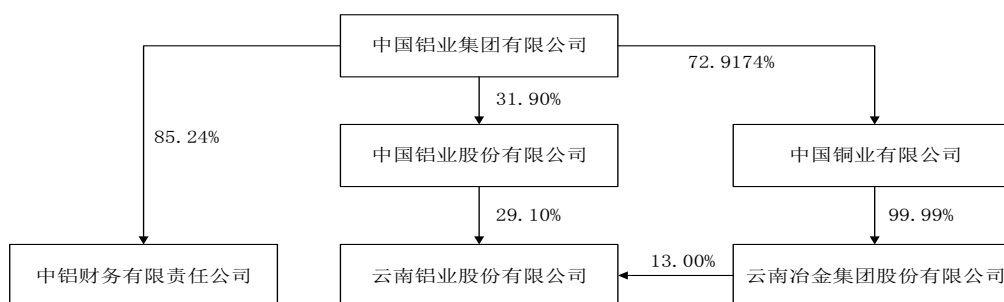 中国铝业集团有限公司
72.9174%
31.90%
85.24%
中国铝业股份有限公司
中国铜业有限公司
29.10%
99.99%
中铝财务有限责任公司
云南铝业股份有限公司
13.00%
云南冶金集团股份有限公司